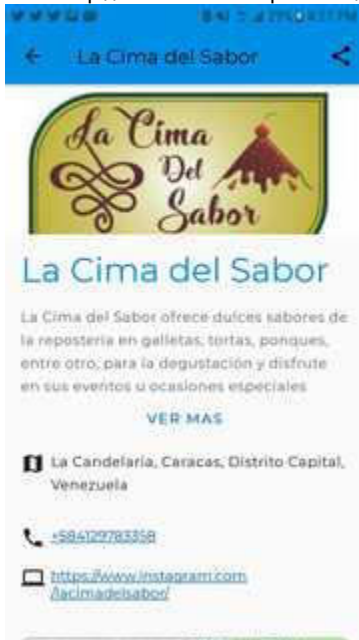 La Cima del Sabor
La Cima
Del
Sabor
La Cima del Sabor
La Cima del Sabor ofrece dulces sabores de
la repostería en galletas, tortas, ponques,
entre otro, para la degustación y disfrute
en sus eventos u ocasiones especiales
VER MAS
La Candelaria, Caracas, Distrito Capital,
Venezuela
+584129783358
https://www.instagram.com
/lacimadelsabor/